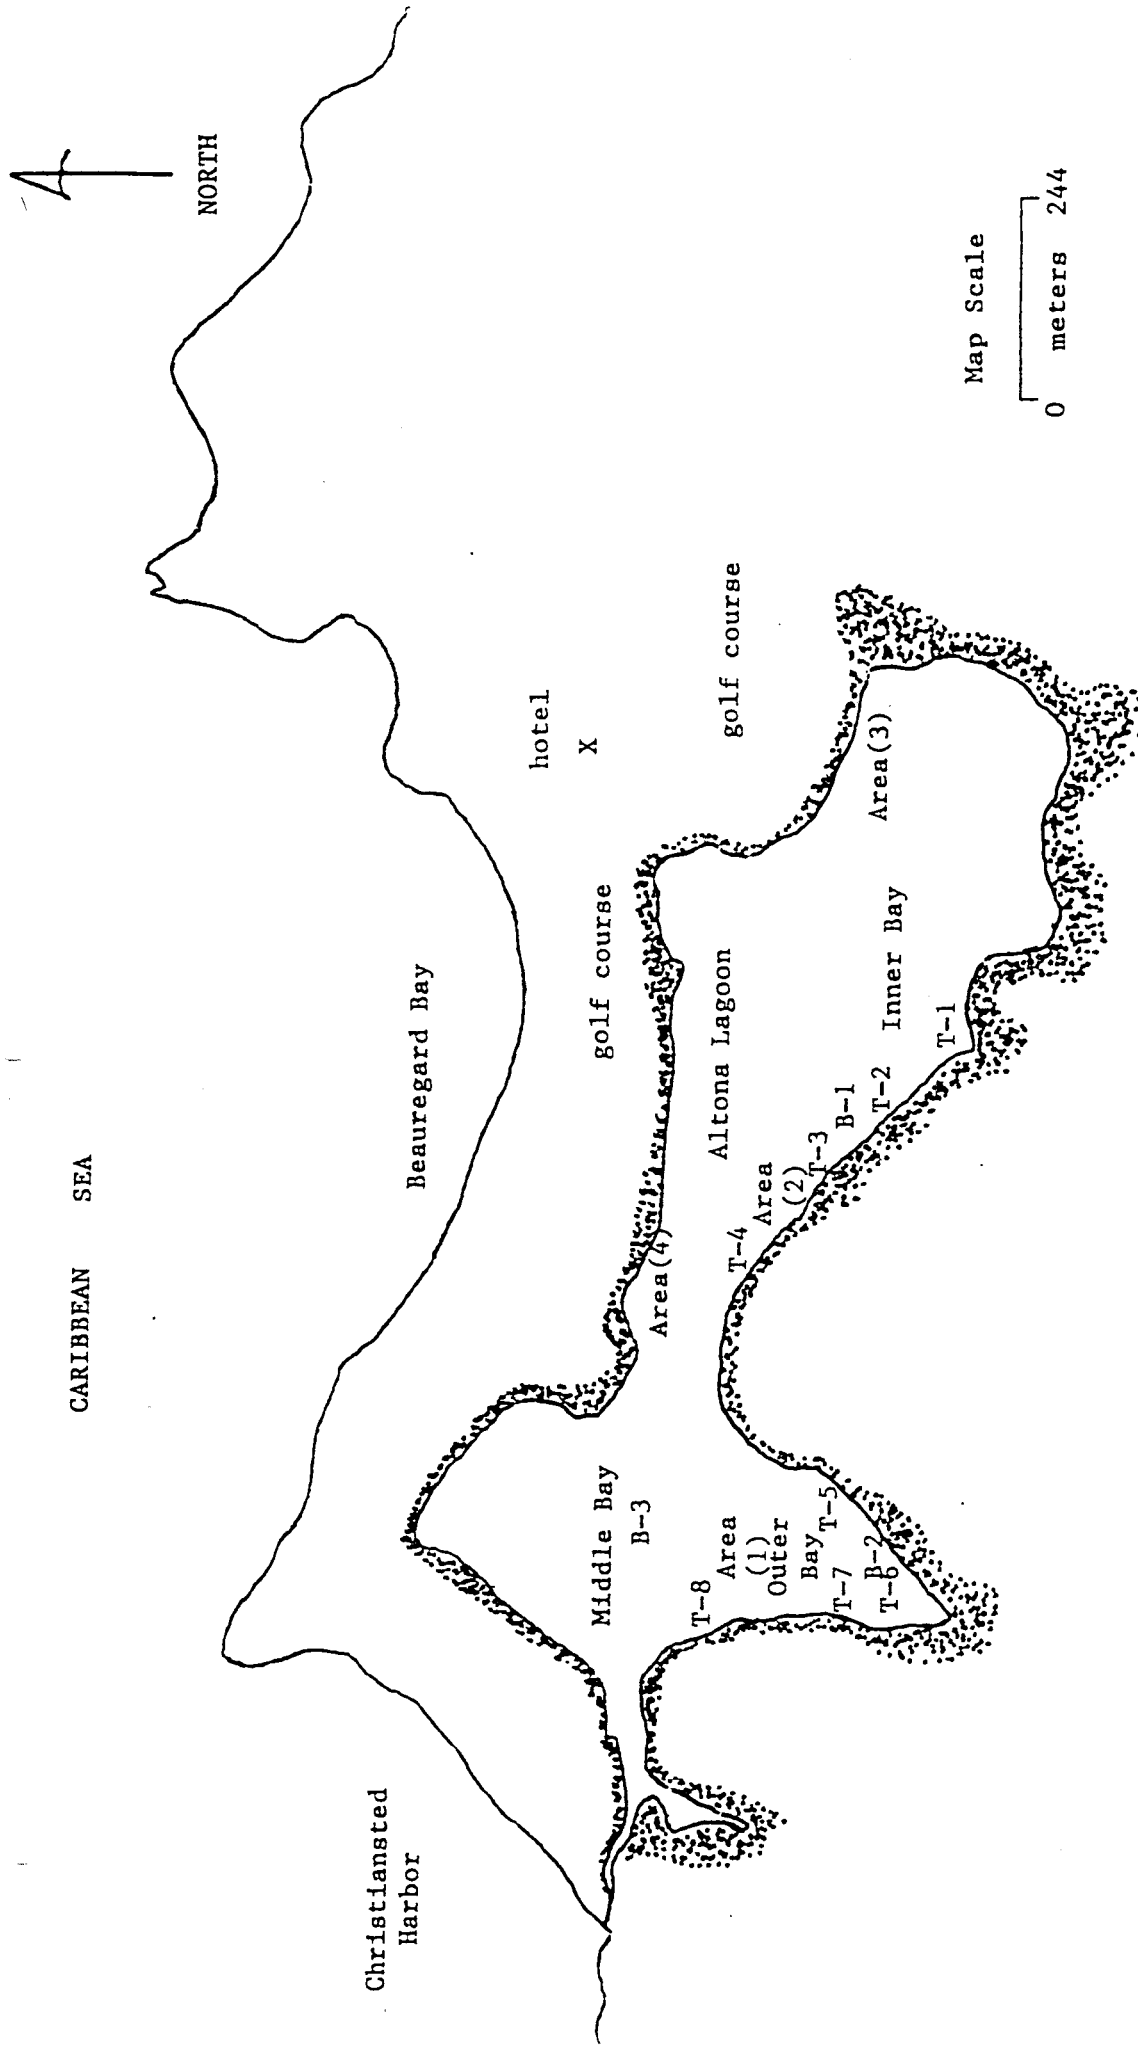 CARIBBEAN SEA
NORTH
Christiansted
Harbor
Beauregard Bay
hotel
X
golf course
golf course
Middle Bay
B-3
Area(4)
Altona Lagoon
T-8
Area
(1)
Outer
Bay
T-5
T-7
B-2
T-6
T-4
Area
(2)
T-3
B-1
T-2
Inner Bay
T-1
Area(3)
Map Scale
0 meters 244